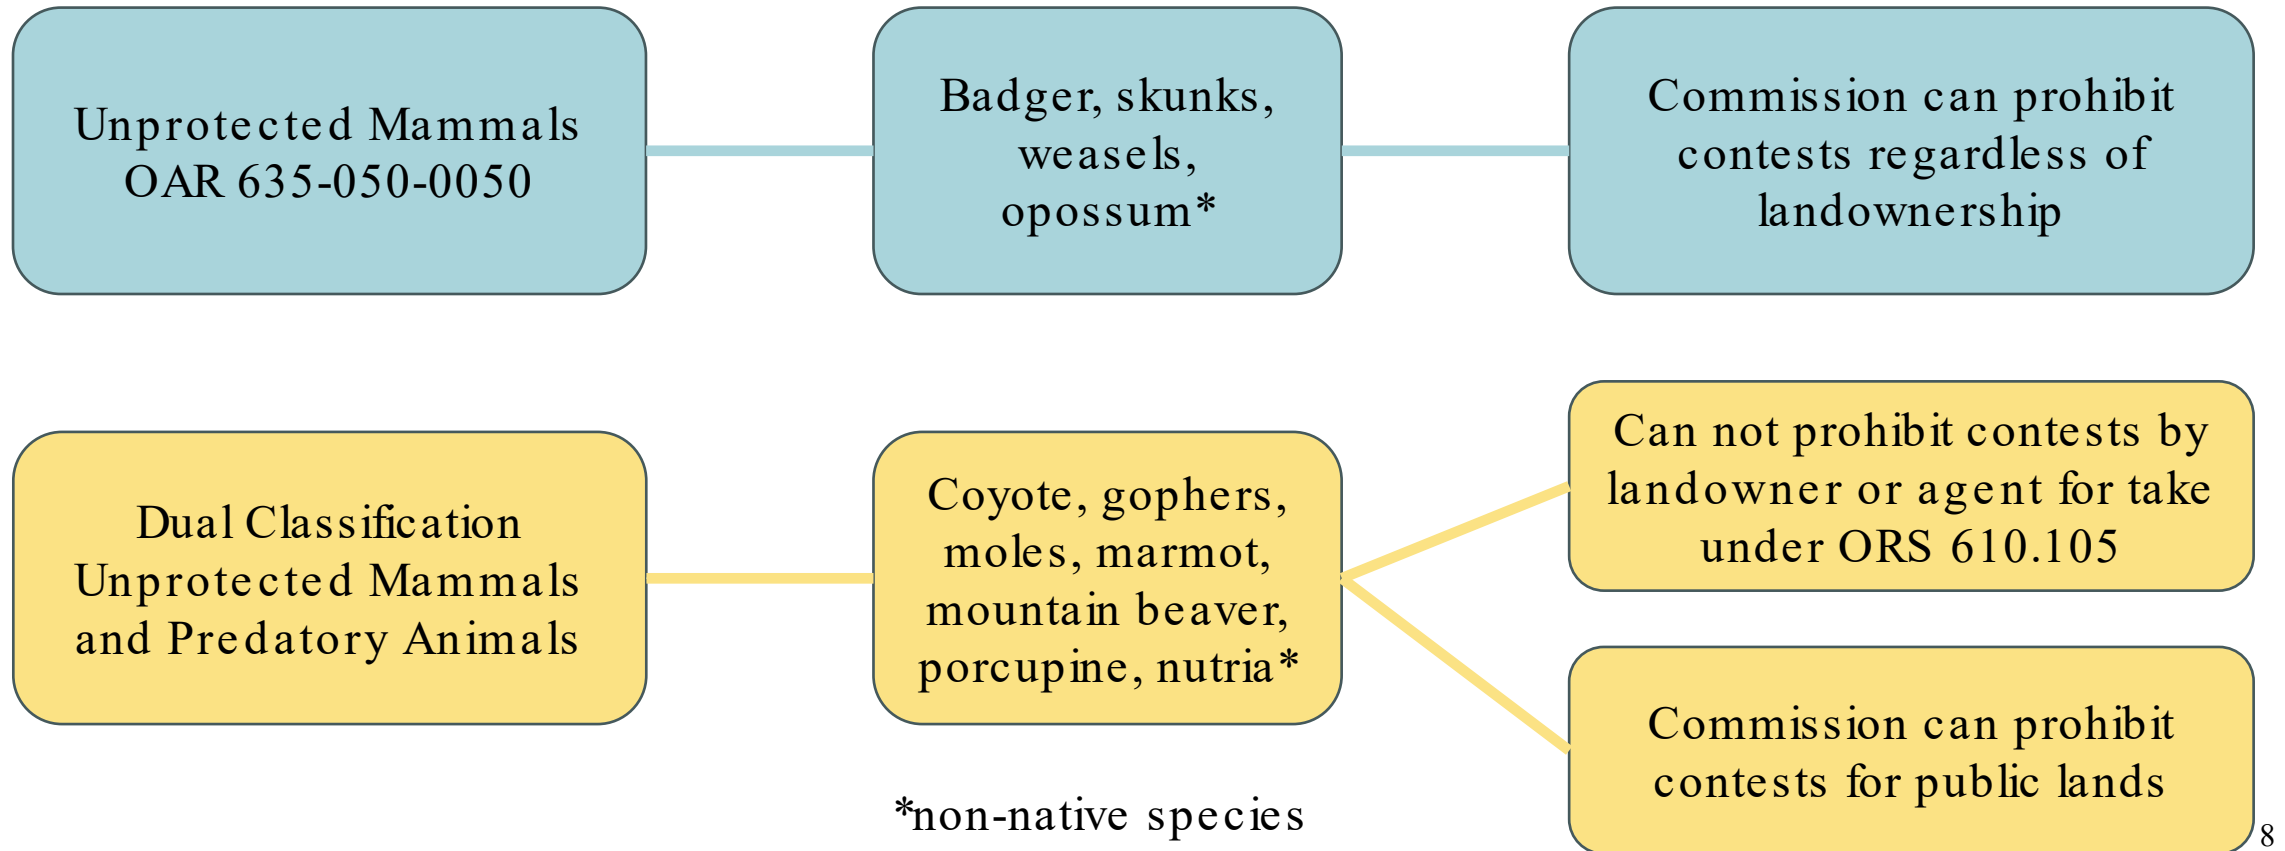 Unprotected Mammals
OAR 635-050-0050
Badger, skunks,
weasels,
opossum*
Commission can prohibit
contests regardless of
landownership
Dual Classification
Unprotected Mammals
and Predatory Animals
Coyote, gophers,
moles, marmot,
mountain beaver,
porcupine, nutria*
Can not prohibit contests by
landowner or agent for take
under ORS 610.105
Commission can prohibit
contests for public lands
*non-native species
8